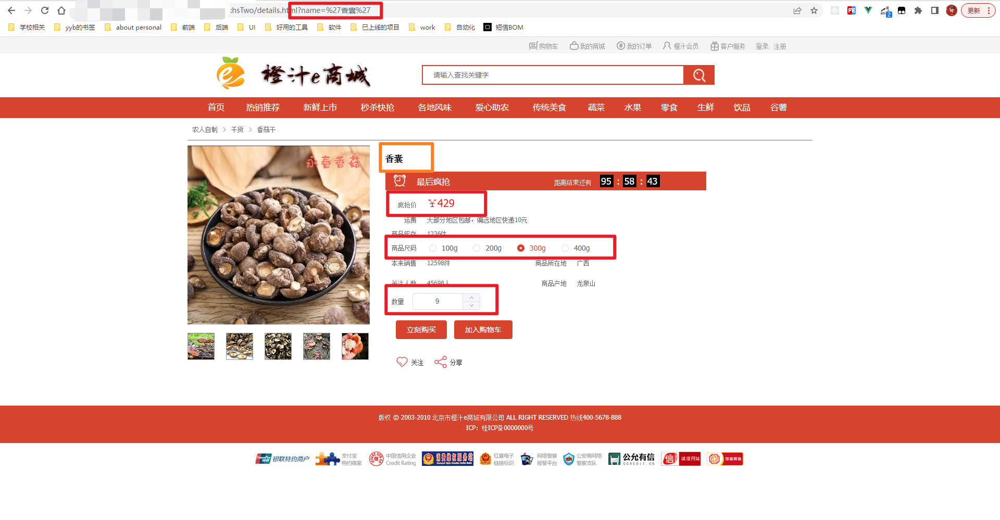 xhsTwo/details.html?name=%27香囊%27
更新
学校相关 yyb的书签 about personal 前端 后端 UI 好用的工具 软件 已上线的项目 work 自动化 短信BOM
购物车 我的商城 我的订单 橙汁会员 客户服务 登录 注册
橙汁e商城
请输入查找关键字
首页 热销推荐 新鲜上市 秒杀快抢 各地风味 爱心助农 传统美食 蔬菜 水果 零食 生鲜 饮品 谷薯
农人自制 > 干货 > 香菇干
永春香菇
香囊
最后疯抢 距离结束还有 95 : 58 : 43
疯抢价 ￥429
运费 大部分地区包邮，偏远地区快递10元
商品库存 1236件
商品尺码 100g 200g 300g 400g
本来销售 12598件 商品所在地 广西
关注人数 45698人 商品产地 龙泉山
数量 9
立刻购买 加入购物车
关注 分享
版权 © 2003-2010 北京市橙汁e商城有限公司 ALL RIGHT RESERVED 热线400-5678-888
ICP：桂ICP备0000000号
UnionPay 银联 银联特约商户
支付宝
特约商家
中国信用企业
Credit Rating
消费维权服务站
红盾电子
链接标识
网络警察
报警平台
公安局网络
警察支队
公允有信
CCREDIT.CN
信 诚信网站
可信网站